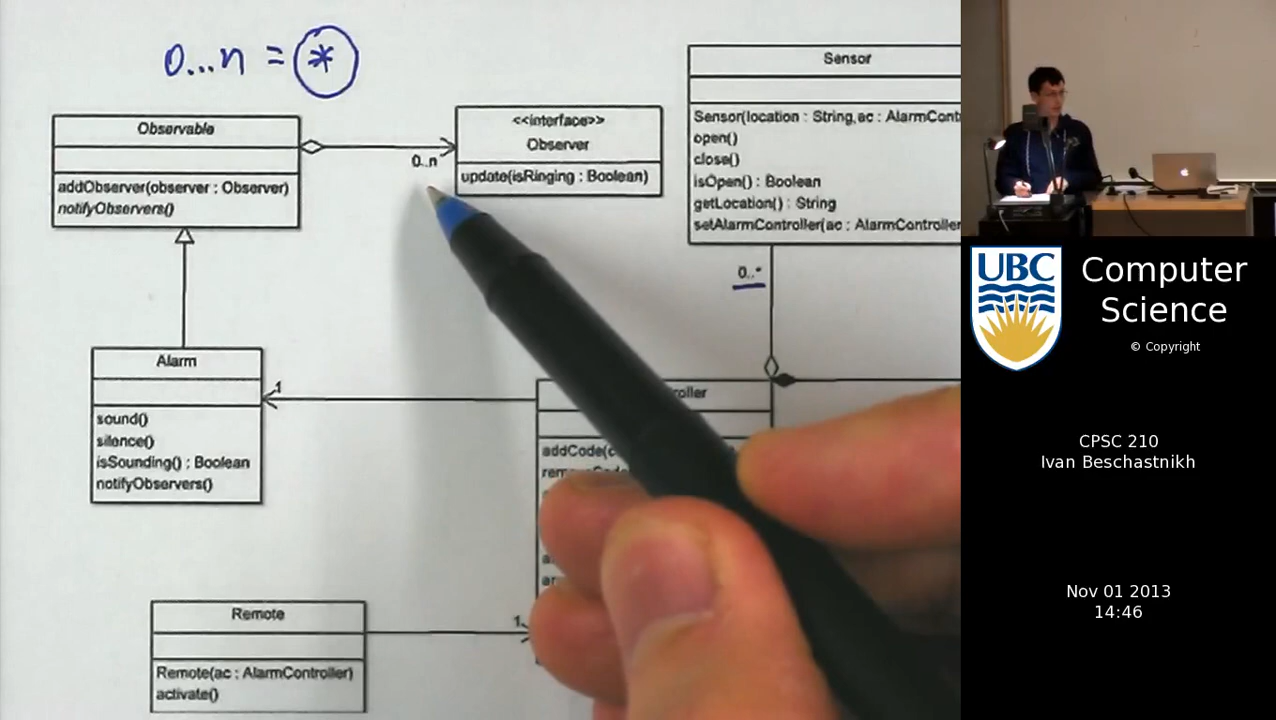 0...n = *
Observable
addObserver(observer : Observer)
notifyObservers()
<<interface>>
Observer
update(isRinging : Boolean)
0..n
Sensor
Sensor(location : String,ac : AlarmCont
open()
close()
isOpen() : Boolean
getLocation() : String
setAlarmController(ac : AlarmController
0..*
Alarm
sound()
silence()
isSounding() : Boolean
notifyObservers()
1
roller
addCode(c
Remote
Remote(ac : AlarmController)
activate()
1
UBC
Computer
Science
© Copyright
CPSC 210
Ivan Beschastnikh
Nov 01 2013
14:46